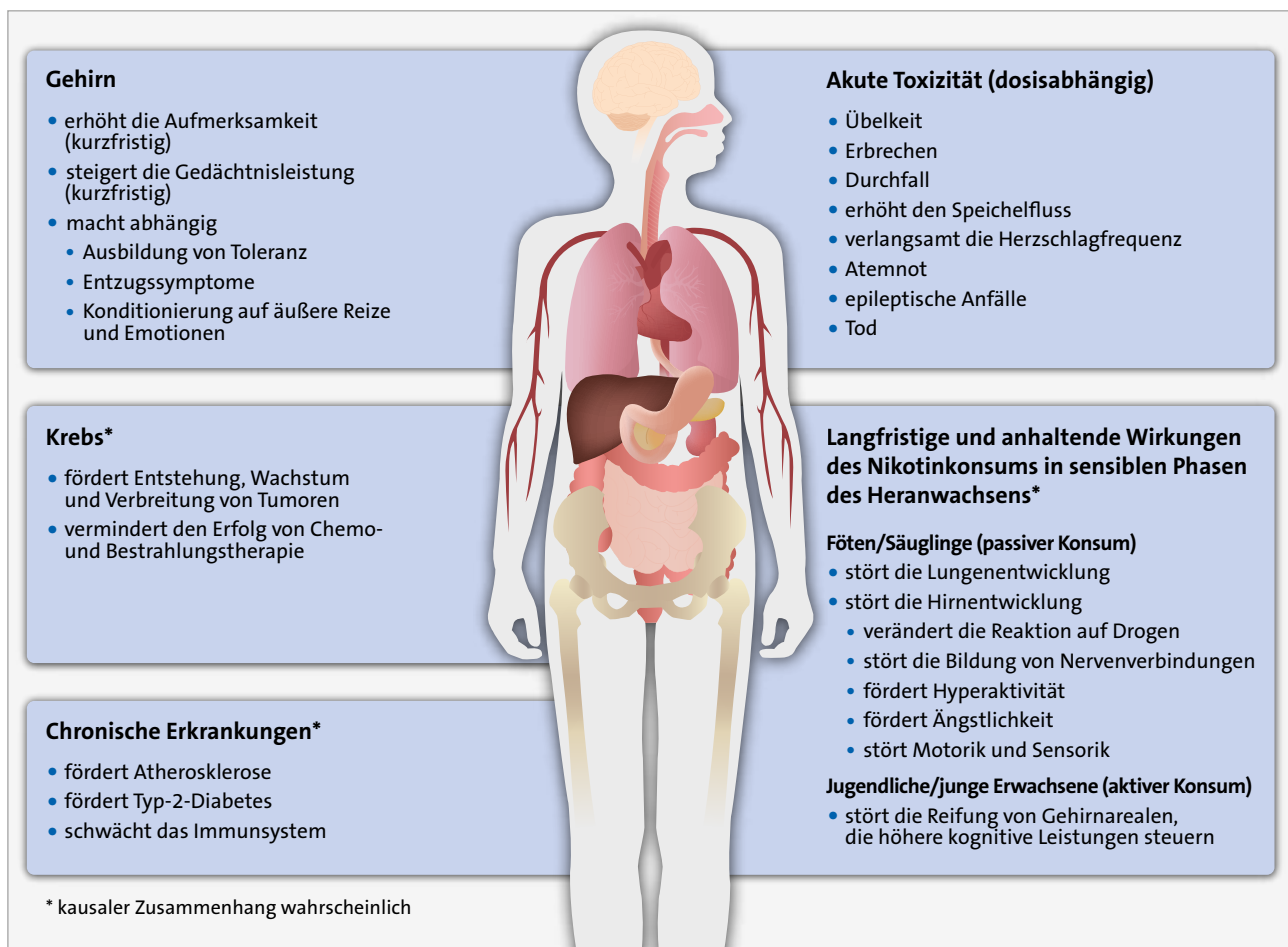 Gehirn
• erhöht die Aufmerksamkeit
(kurzfristig)
• steigert die Gedächtnisleistung
(kurzfristig)
• macht abhängig
• Ausbildung von Toleranz
• Entzugssymptome
• Konditionierung auf äußere Reize
und Emotionen
Akute Toxizität (dosisabhängig)
• Übelkeit
• Erbrechen
• Durchfall
• erhöht den Speichelfluss
• verlangsamt die Herzschlagfrequenz
• Atemnot
• epileptische Anfälle
• Tod
Krebs*
• fördert Entstehung, Wachstum
und Verbreitung von Tumoren
• vermindert den Erfolg von Chemo-
und Bestrahlungstherapie
Langfristige und anhaltende Wirkungen
des Nikotinkonsums in sensiblen Phasen
des Heranwachsens*
Föten/Säuglinge (passiver Konsum)
• stört die Lungenentwicklung
• stört die Hirnentwicklung
• verändert die Reaktion auf Drogen
• stört die Bildung von Nervenverbindungen
• fördert Hyperaktivität
• fördert Ängstlichkeit
• stört Motorik und Sensorik
Jugendliche/junge Erwachsene (aktiver Konsum)
• stört die Reifung von Gehirnarealen,
die höhere kognitive Leistungen steuern
Chronische Erkrankungen*
• fördert Atherosklerose
• fördert Typ-2-Diabetes
• schwächt das Immunsystem
* kausaler Zusammenhang wahrscheinlich